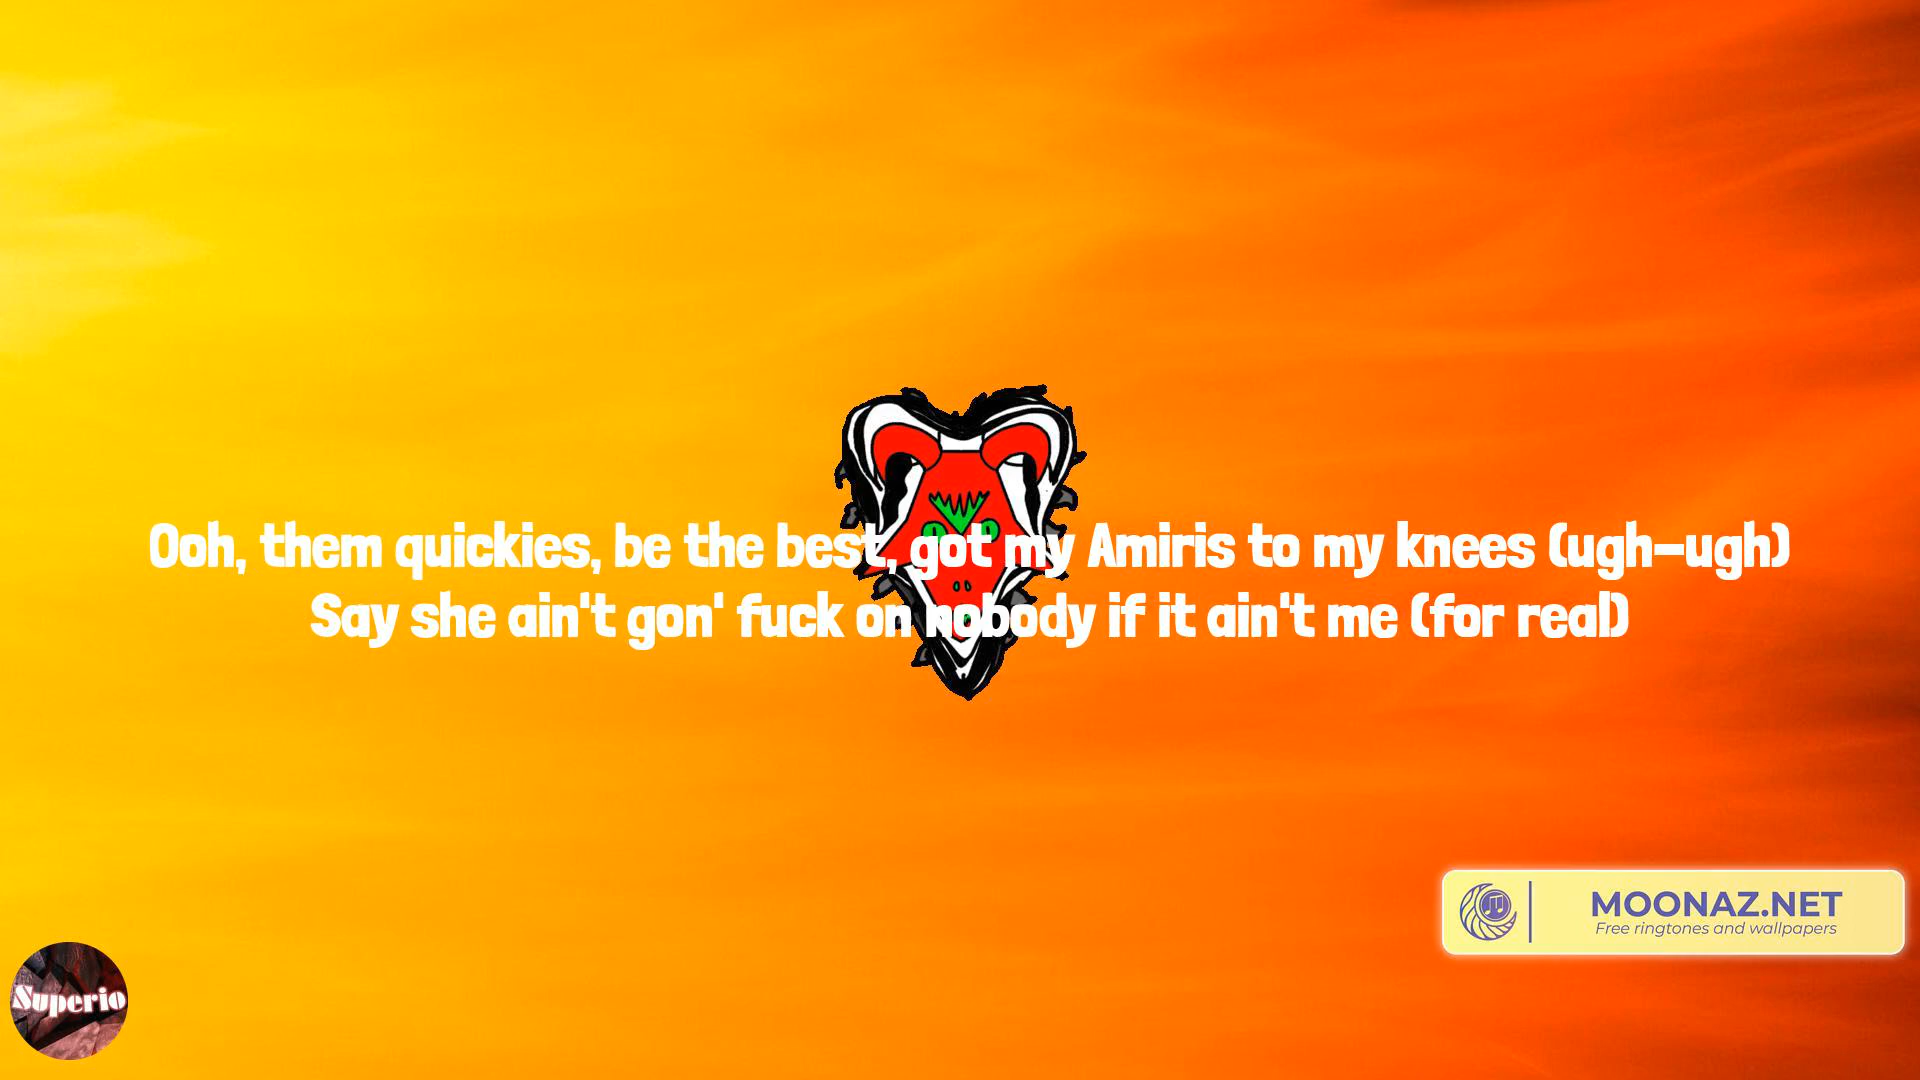 Ooh, them quickies, be the best, got my Amiris to my knees (ugh-ugh)
Say she ain't gon' fuck on nobody if it ain't me (for real)
MOONAZ.NET
Free ringtones and wallpapers
Superio